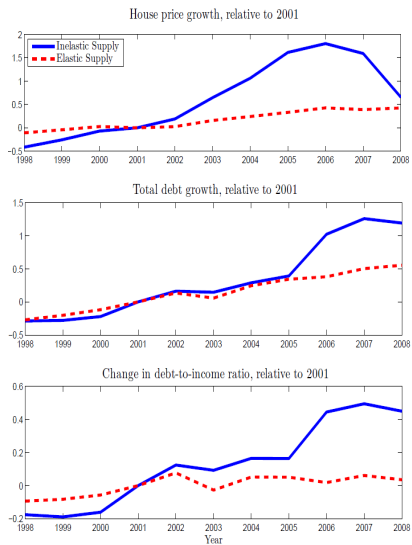 House price growth, relative to 2001
2
1.5
1
0.5
0
−0.5
Inelastic Supply
Elastic Supply
1998 1999 2000 2001 2002 2003 2004 2005 2006 2007 2008
Total debt growth, relative to 2001
1.5
1
0.5
0
−0.5
1998 1999 2000 2001 2002 2003 2004 2005 2006 2007 2008
Change in debt-to-income ratio, relative to 2001
0.6
0.4
0.2
0
−0.2
1998 1999 2000 2001 2002 2003 2004 2005 2006 2007 2008
Year